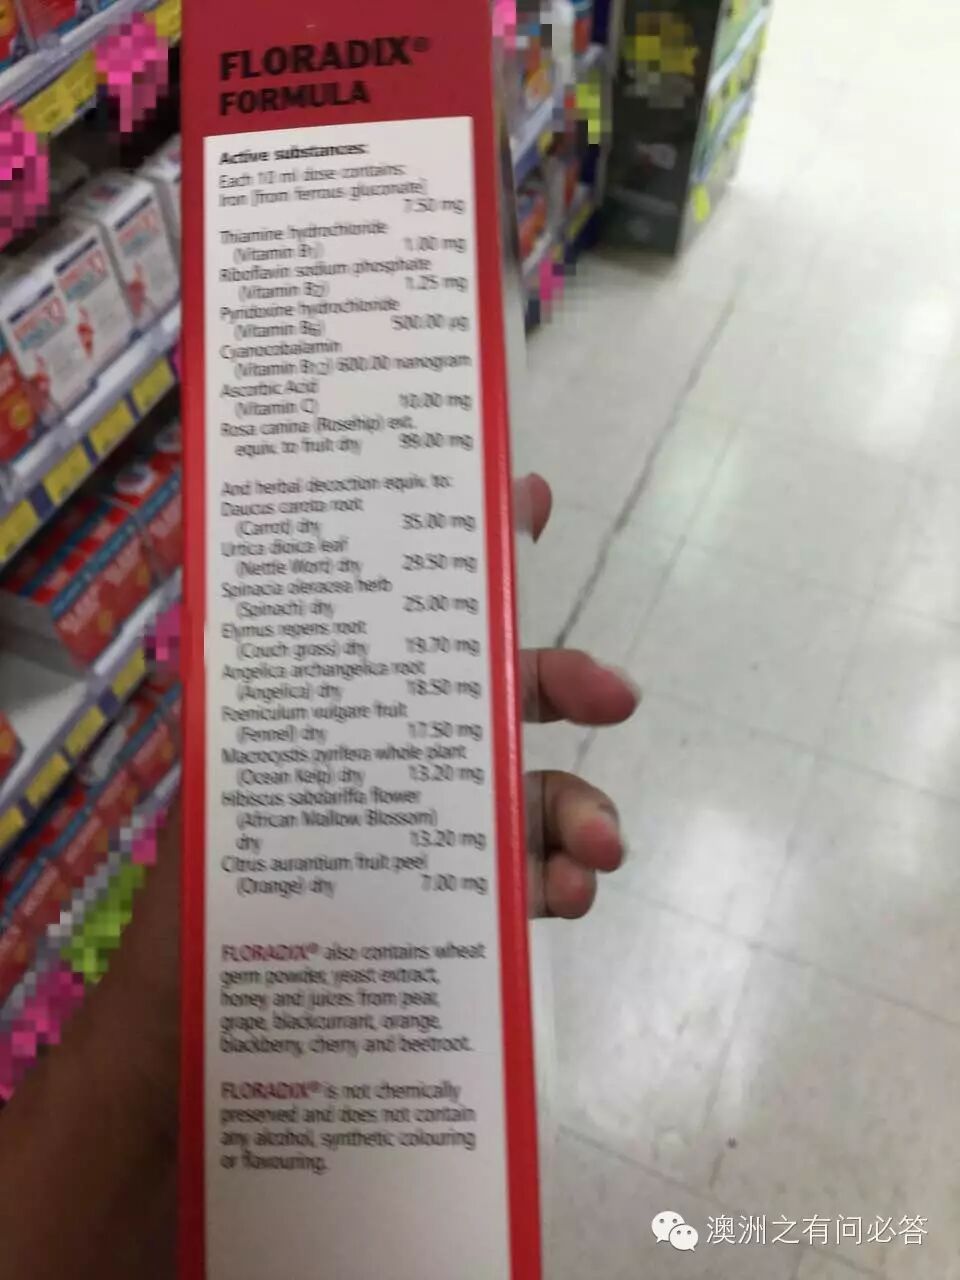 FLORADIX®
FORMULA
Active substances:
Each 10 ml dose contains:
Iron [from ferrous gluconate]
7.50 mg
Thiamine hydrochloride
(Vitamin B1) 1.00 mg
Riboflavin sodium phosphate
(Vitamin B2) 1.25 mg
Pyridoxine hydrochloride
(Vitamin B6) 500.00 µg
Cyanocobalamin
(Vitamin B12) 600.00 nanogram
Ascorbic Acid
(Vitamin C) 10.00 mg
Rosa canina (Rosehip) ext.
equiv. to fruit dry 99.00 mg
And herbal decoction equiv. to:
Daucus carota root
(Carrot) dry 35.00 mg
Urtica dioica leaf
(Nettle Wort) dry 29.50 mg
Spinacia oleracea herb
(Spinach) dry 25.00 mg
Elymus repens root
(Couch grass) dry 19.70 mg
Angelica archangelica root
(Angelica) dry 18.50 mg
Foeniculum vulgare fruit
(Fennel) dry 17.50 mg
Macrocystis pyrifera whole plant
(Ocean Kelp) dry 13.20 mg
Hibiscus sabdariffa flower
(African Mallow Blossom)
dry 13.20 mg
Citrus aurantium fruit peel
(Orange) dry 7.00 mg
FLORADIX® also contains wheat
germ powder, yeast extract,
honey and juices from pear,
grape, blackcurrant, orange,
blackberry, cherry and beetroot.
FLORADIX® is not chemically
preserved and does not contain
any alcohol, synthetic colouring
or flavouring.
澳洲之有问必答